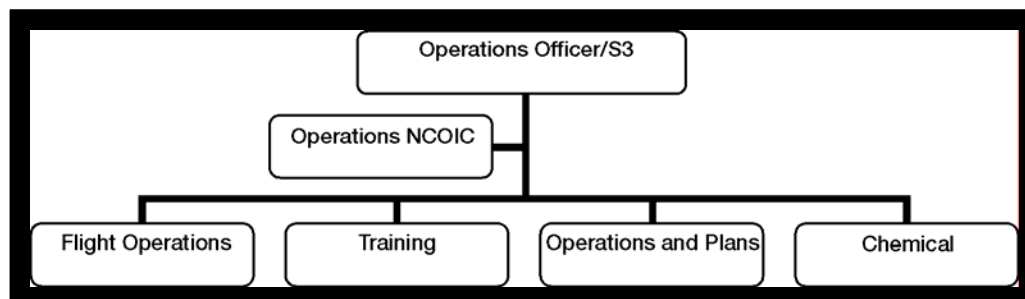 Operations Officer/S3
Operations NCOIC
Flight Operations
Training
Operations and Plans
Chemical